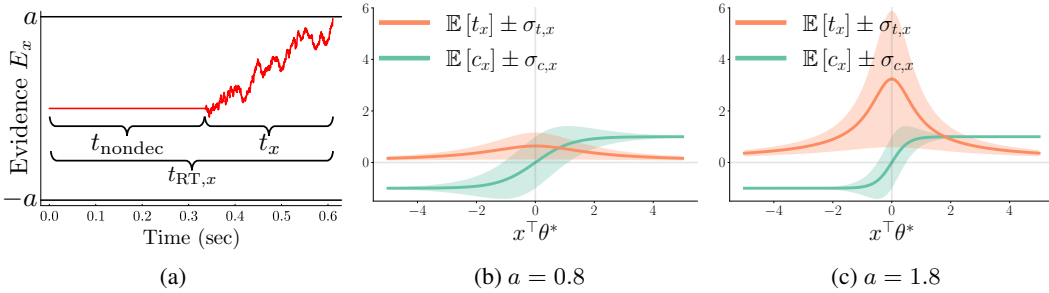 a
Evidence E_x
−a
t_nondec
t_x
t_RT,x
0.0 0.1 0.2 0.3 0.4 0.5 0.6
Time (sec)
(a)
𝔼 [t_x] ± σ_t,x
𝔼 [c_x] ± σ_c,x
6
4
2
0
−4 −2 0 2 4
x^⊤θ*
(b) a = 0.8
𝔼 [t_x] ± σ_t,x
𝔼 [c_x] ± σ_c,x
6
4
2
0
−4 −2 0 2 4
x^⊤θ*
(c) a = 1.8